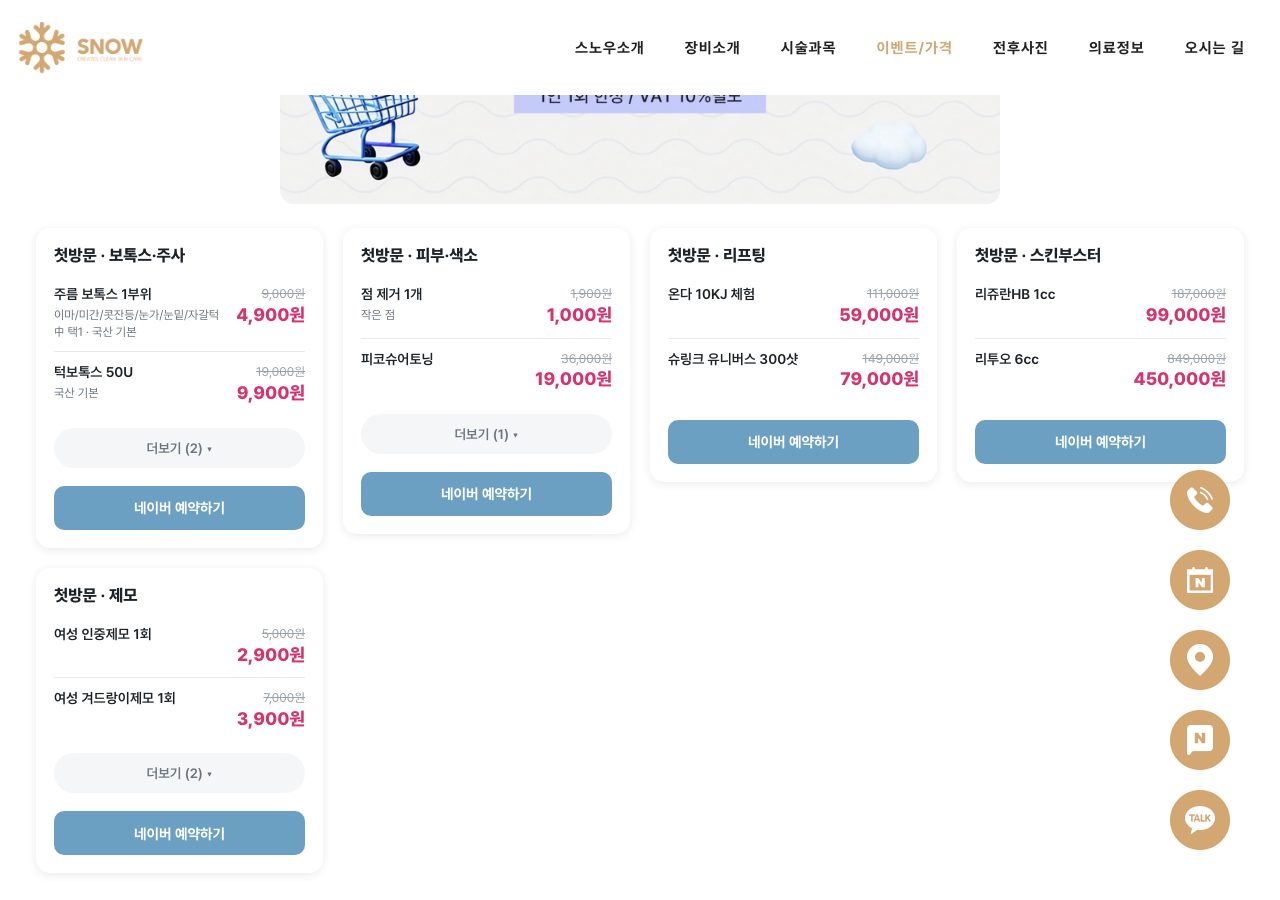 SNOW
CREATES CLEAN SKIN CARE
스노우소개
장비소개
시술과목
이벤트/가격
전후사진
의료정보
오시는 길
1인 1회 한정 / VAT 10%별도
첫방문 · 보톡스·주사
주름 보톡스 1부위
9,000원
이마/미간/콧잔등/눈가/눈밑/자갈턱
中 택1 · 국산 기본
4,900원
턱보톡스 50U
19,000원
국산 기본
9,900원
더보기 (2) ▾
네이버 예약하기
첫방문 · 피부·색소
점 제거 1개
1,900원
작은 점
1,000원
피코슈어토닝
36,000원
19,000원
더보기 (1) ▾
네이버 예약하기
첫방문 · 리프팅
온다 10KJ 체험
111,000원
59,000원
슈링크 유니버스 300샷
149,000원
79,000원
네이버 예약하기
첫방문 · 스킨부스터
리쥬란HB 1cc
187,000원
99,000원
리투오 6cc
849,000원
450,000원
네이버 예약하기
첫방문 · 제모
여성 인중제모 1회
5,000원
2,900원
여성 겨드랑이제모 1회
7,000원
3,900원
더보기 (2) ▾
네이버 예약하기
N
N
TALK